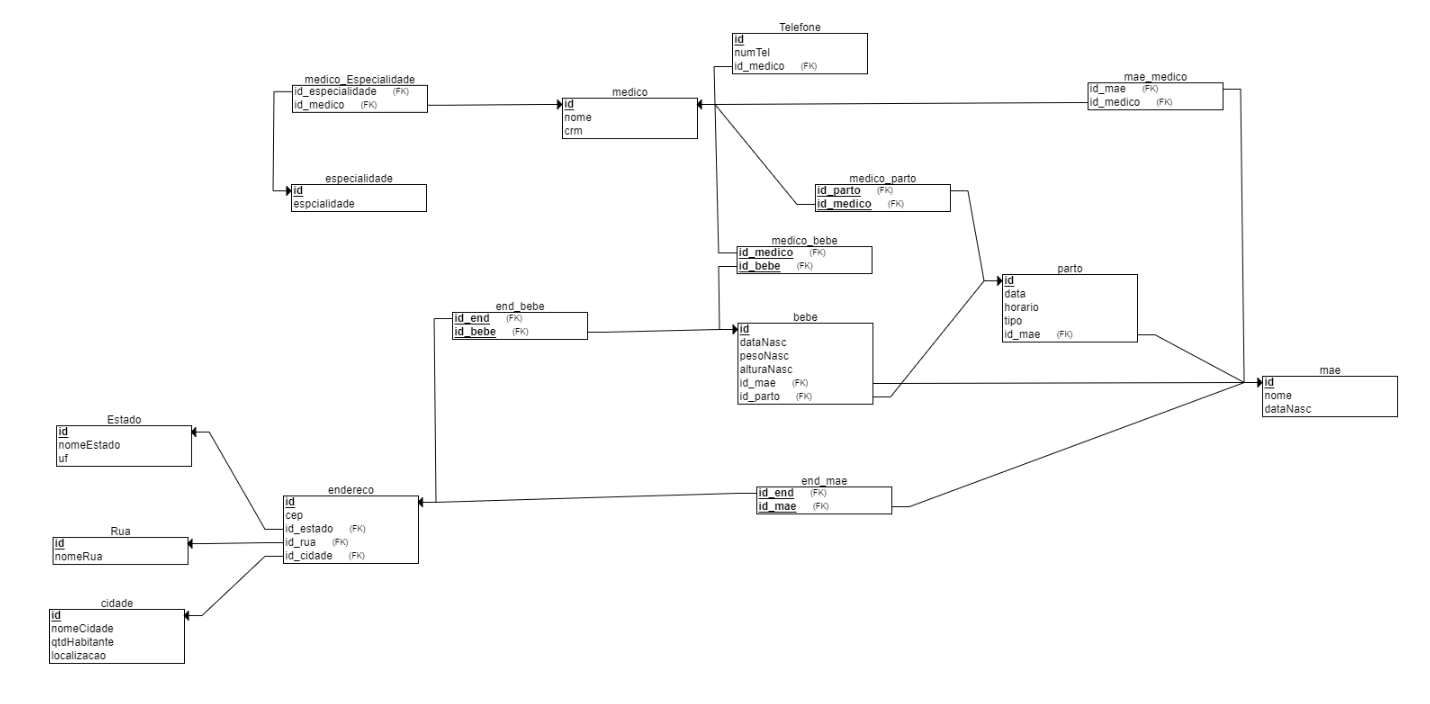 Telefone
id
numTel
id_medico (FK)
medico_Especialidade
id_especialidade (FK)
id_medico (FK)
medico
id
nome
crm
mae_medico
id_mae (FK)
id_medico (FK)
especialidade
id
espcialidade
medico_parto
id_parto (FK)
id_medico (FK)
medico_bebe
id_medico (FK)
id_bebe (FK)
parto
id
data
horario
tipo
id_mae (FK)
end_bebe
id_end (FK)
id_bebe (FK)
bebe
id
dataNasc
pesoNasc
alturaNasc
id_mae (FK)
id_parto (FK)
mae
id
nome
dataNasc
Estado
id
nomeEstado
uf
end_mae
id_end (FK)
id_mae (FK)
endereco
id
cep
id_estado (FK)
id_rua (FK)
id_cidade (FK)
Rua
id
nomeRua
cidade
id
nomeCidade
qtdHabitante
localizacao